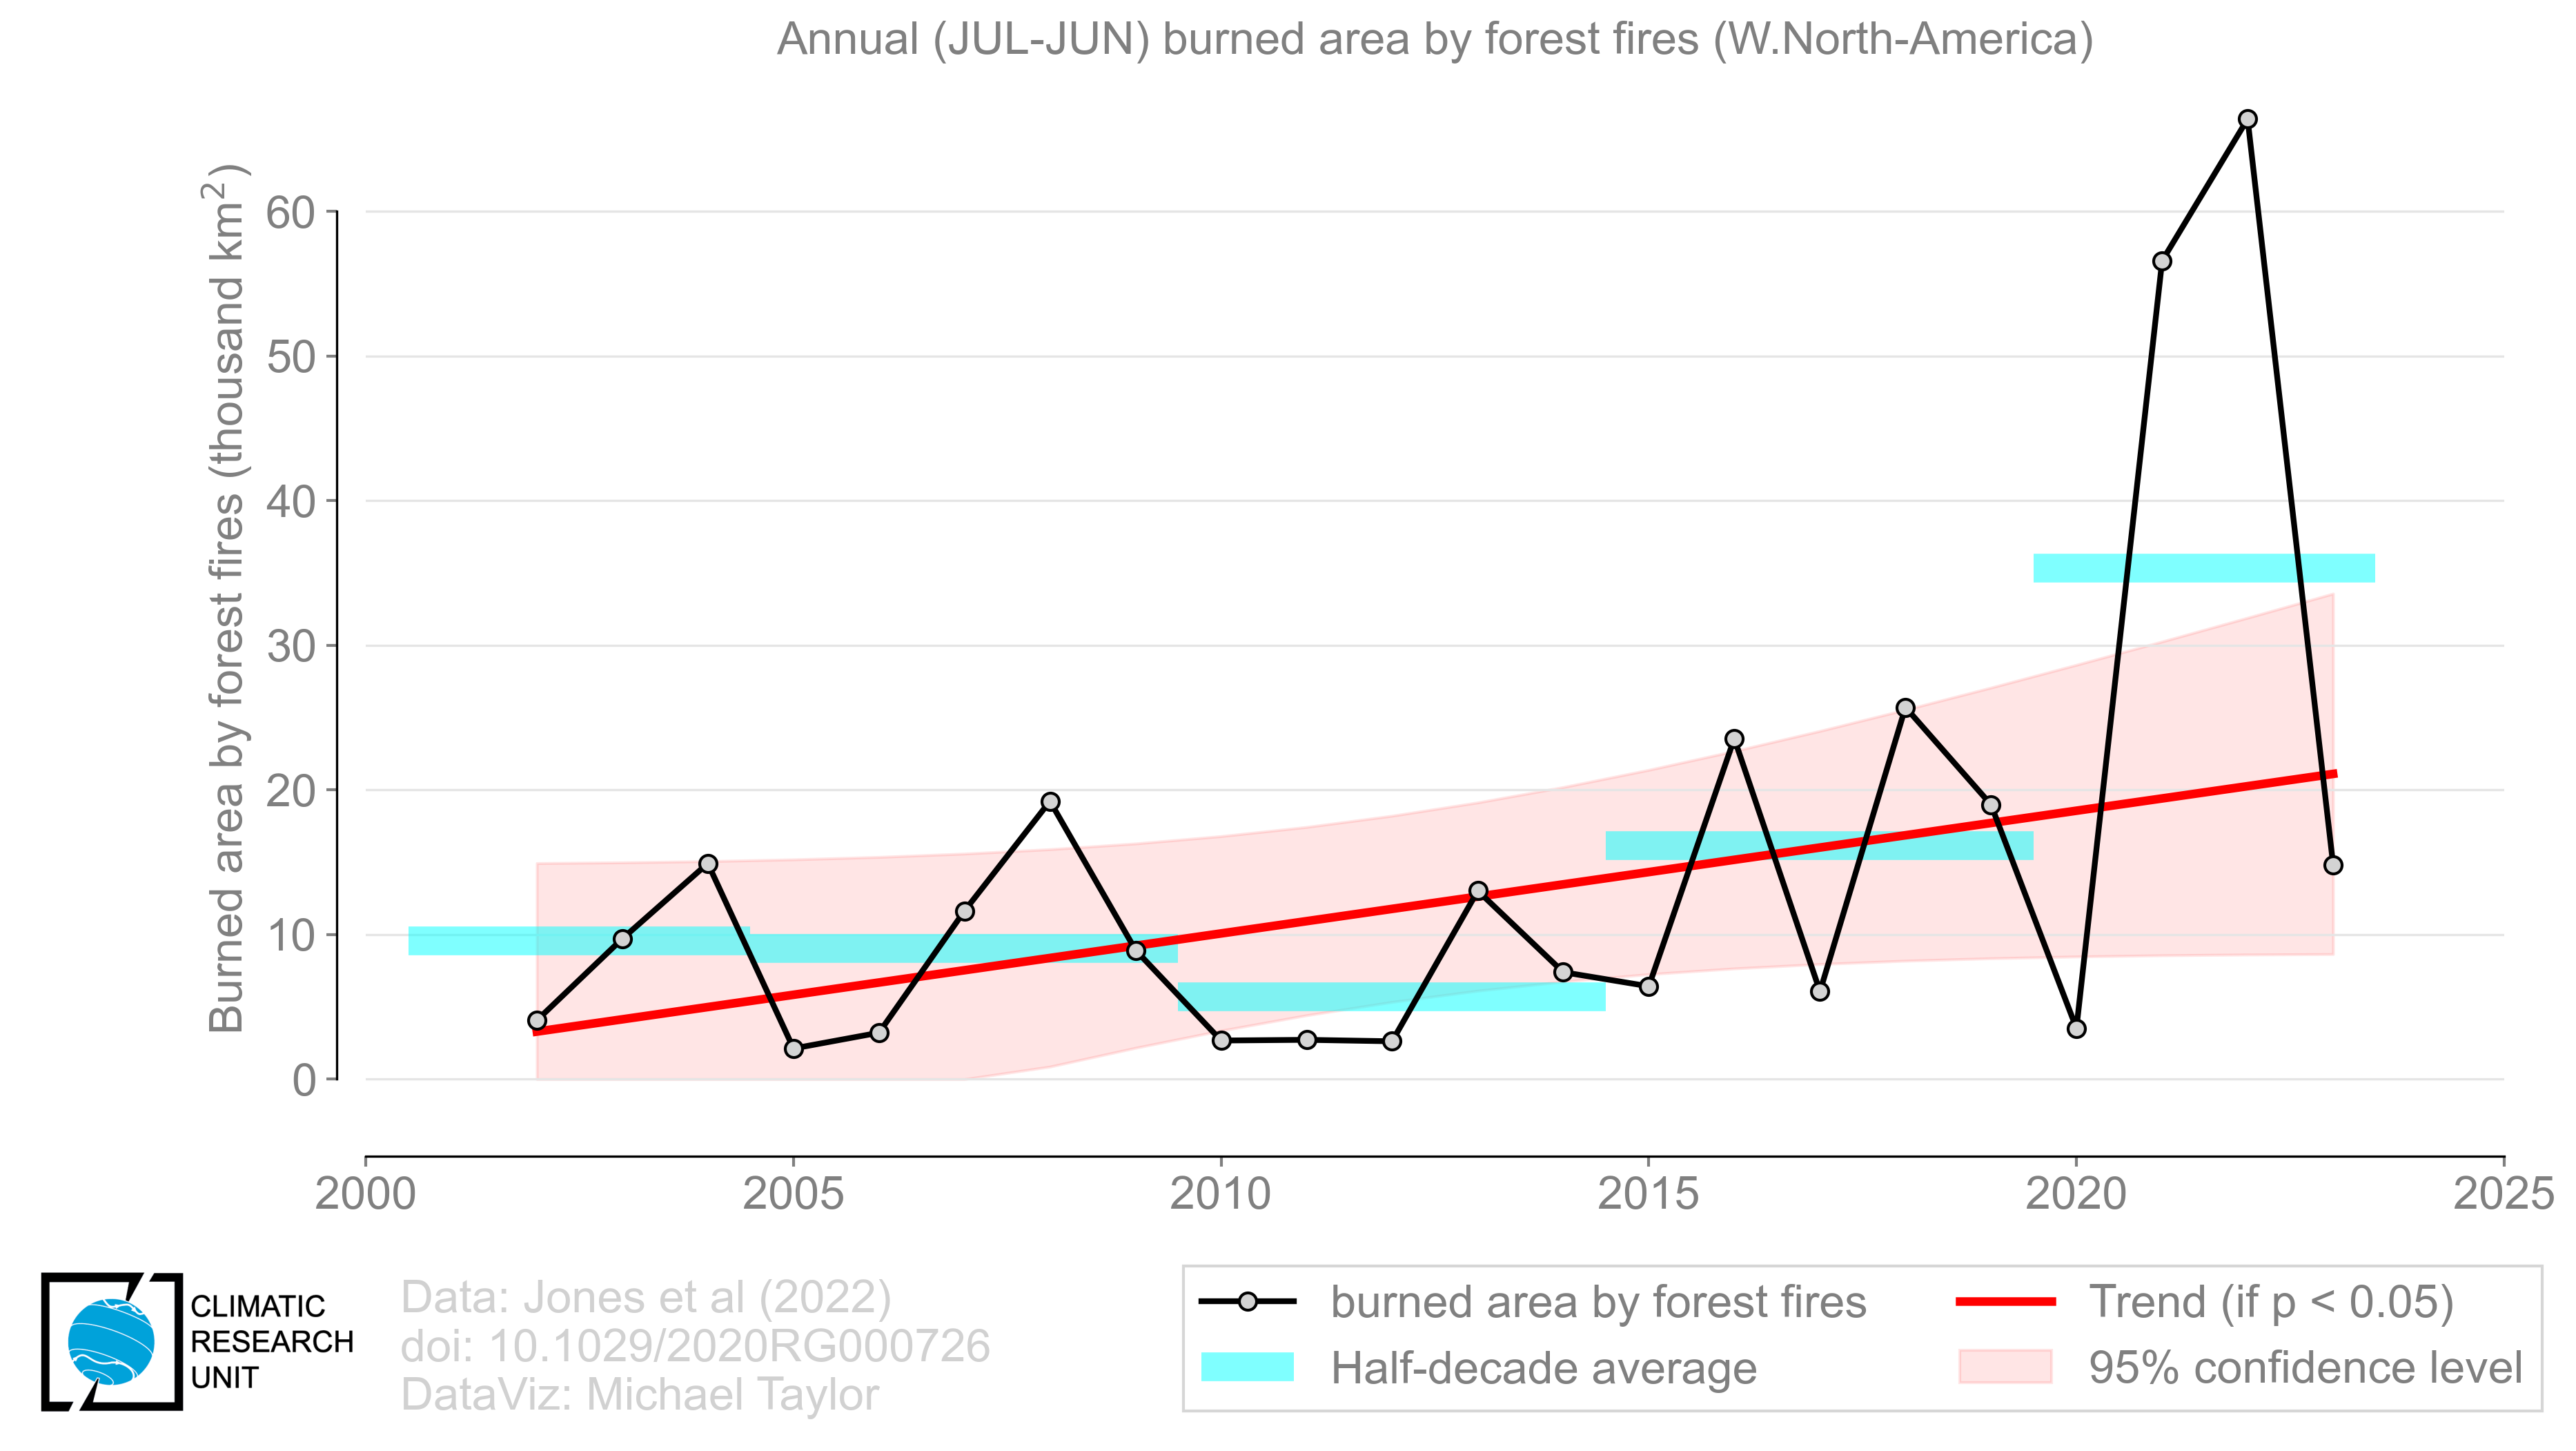 Annual (JUL-JUN) burned area by forest fires (W.North-America)
Burned area by forest fires (thousand km²)
60
50
40
30
20
10
0
2000 2005 2010 2015 2020 2025
CLIMATIC
RESEARCH
UNIT
Data: Jones et al (2022)
doi: 10.1029/2020RG000726
DataViz: Michael Taylor
burned area by forest fires
Half-decade average
Trend (if p < 0.05)
95% confidence level